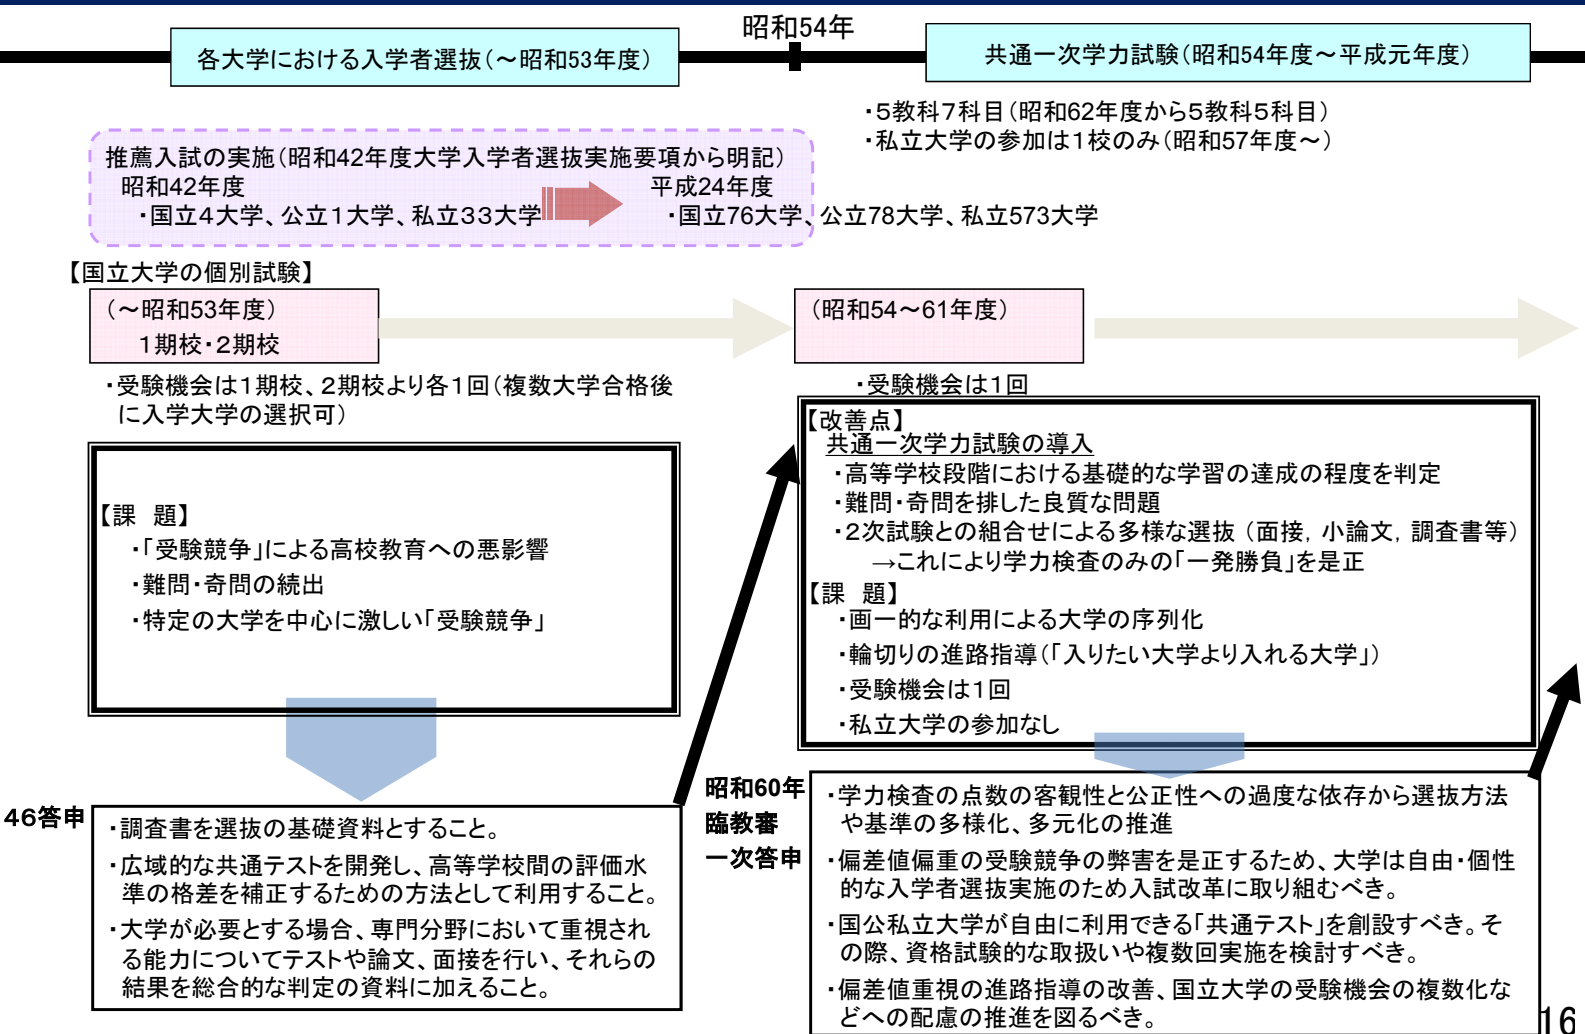 昭和54年
各大学における入学者選抜(～昭和53年度)
共通一次学力試験(昭和54年度～平成元年度)
・5教科7科目(昭和62年度から5教科5科目)
・私立大学の参加は1校のみ(昭和57年度～)
推薦入試の実施(昭和42年度大学入学者選抜実施要項から明記)
昭和42年度
・国立4大学、公立1大学、私立33大学
平成24年度
・国立76大学、公立78大学、私立573大学
【国立大学の個別試験】
(～昭和53年度)
1期校・2期校
・受験機会は1期校、2期校より各1回(複数大学合格後
に入学大学の選択可)
【課　題】
・「受験競争」による高校教育への悪影響
・難問・奇問の続出
・特定の大学を中心に激しい「受験競争」
46答申
・調査書を選抜の基礎資料とすること。
・広域的な共通テストを開発し、高等学校間の評価水
準の格差を補正するための方法として利用すること。
・大学が必要とする場合、専門分野において重視され
る能力についてテストや論文、面接を行い、それらの
結果を総合的な判定の資料に加えること。
(昭和54～61年度)
・受験機会は1回
【改善点】
共通一次学力試験の導入
・高等学校段階における基礎的な学習の達成の程度を判定
・難問・奇問を排した良質な問題
・2次試験との組合せによる多様な選抜 (面接, 小論文, 調査書等)
→これにより学力検査のみの「一発勝負」を是正
【課　題】
・画一的な利用による大学の序列化
・輪切りの進路指導(「入りたい大学より入れる大学」)
・受験機会は1回
・私立大学の参加なし
昭和60年
臨教審
一次答申
・学力検査の点数の客観性と公正性への過度な依存から選抜方法
や基準の多様化、多元化の推進
・偏差値偏重の受験競争の弊害を是正するため、大学は自由・個性
的な入学者選抜実施のため入試改革に取り組むべき。
・国公私立大学が自由に利用できる「共通テスト」を創設すべき。そ
の際、資格試験的な取扱いや複数回実施を検討すべき。
・偏差値重視の進路指導の改善、国立大学の受験機会の複数化な
どへの配慮の推進を図るべき。
16